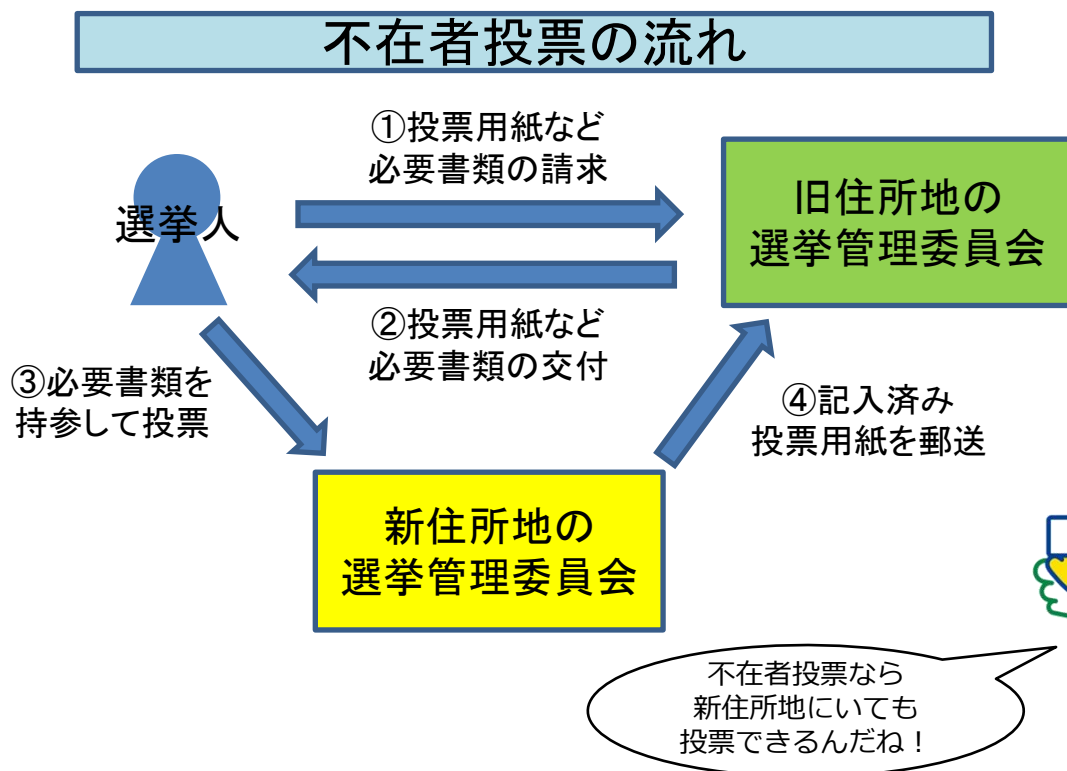 不在者投票の流れ
①投票用紙など
必要書類の請求
選挙人
旧住所地の
選挙管理委員会
②投票用紙など
必要書類の交付
③必要書類を
持参して投票
④記入済み
投票用紙を郵送
新住所地の
選挙管理委員会
不在者投票なら
新住所地にいても
投票できるんだね！